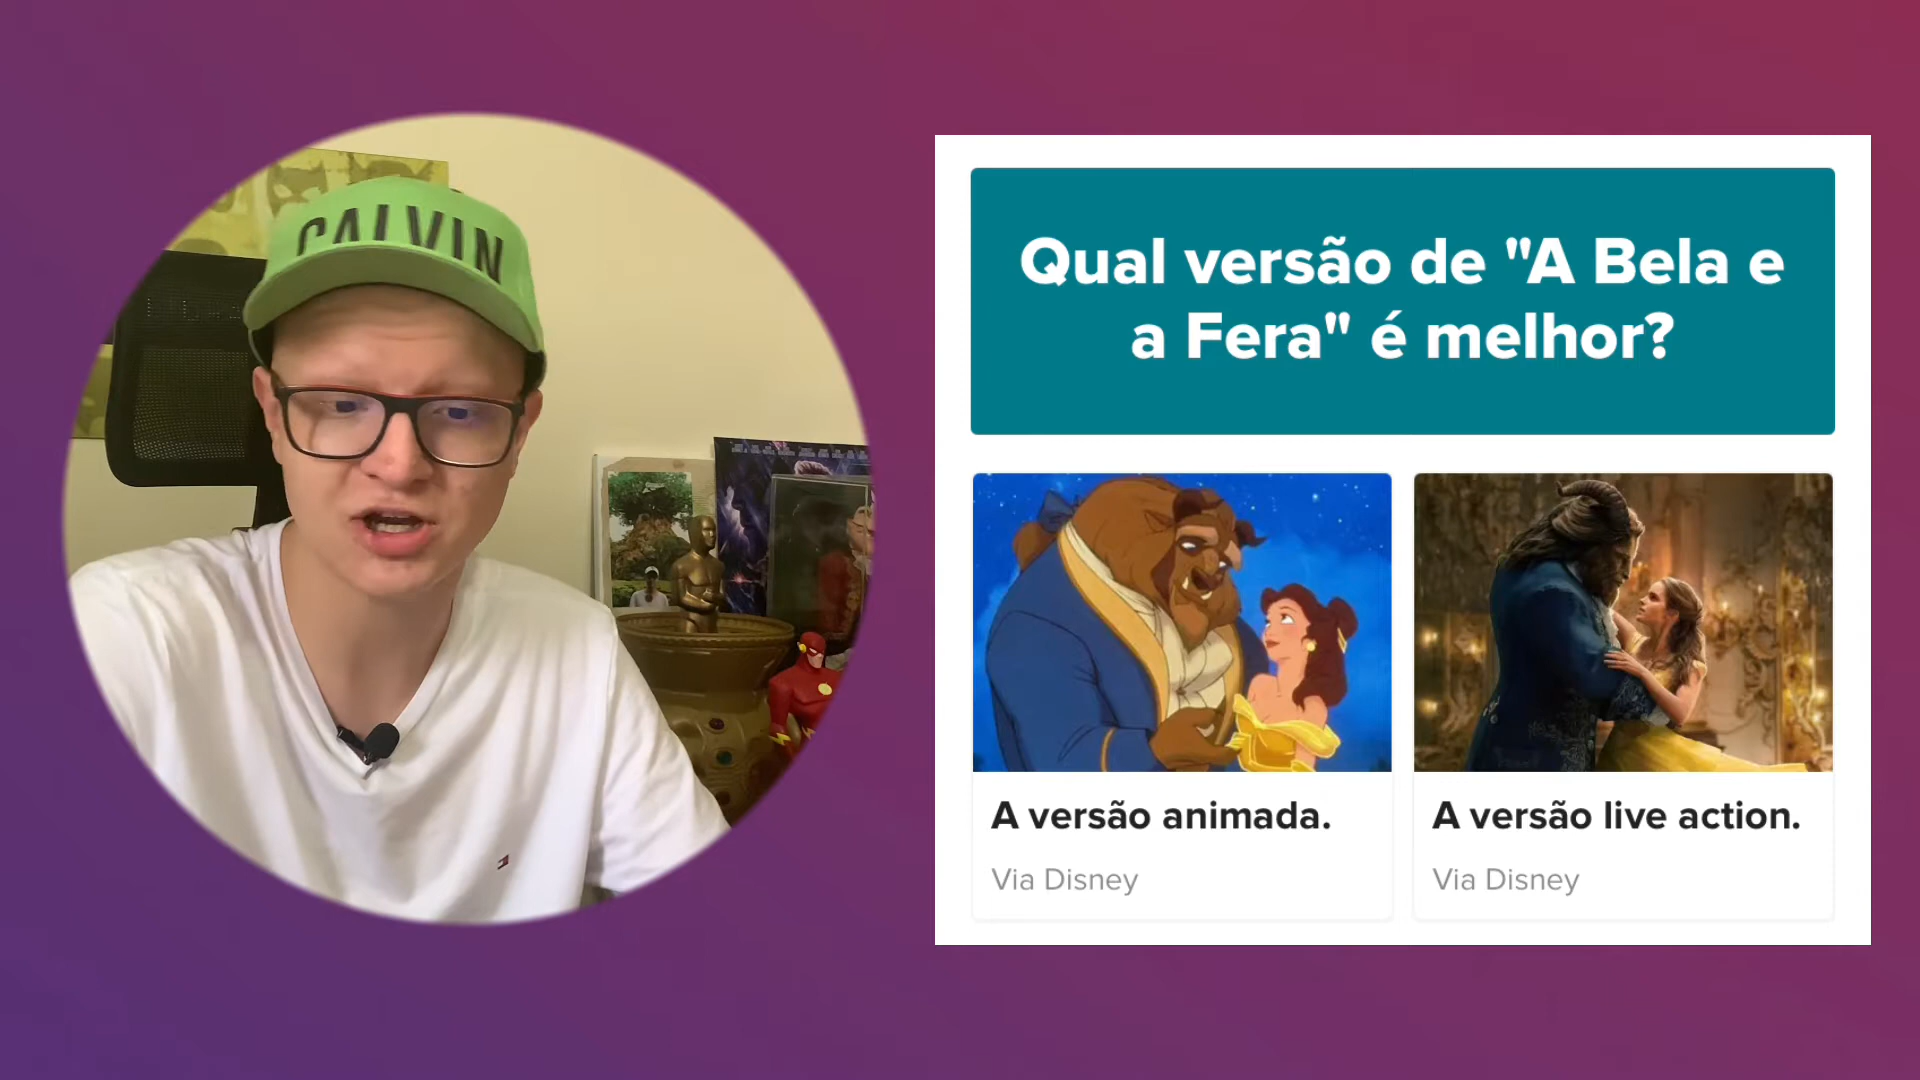 CALVIN
Qual versão de "A Bela e
a Fera" é melhor?
A versão animada.
Via Disney
A versão live action.
Via Disney